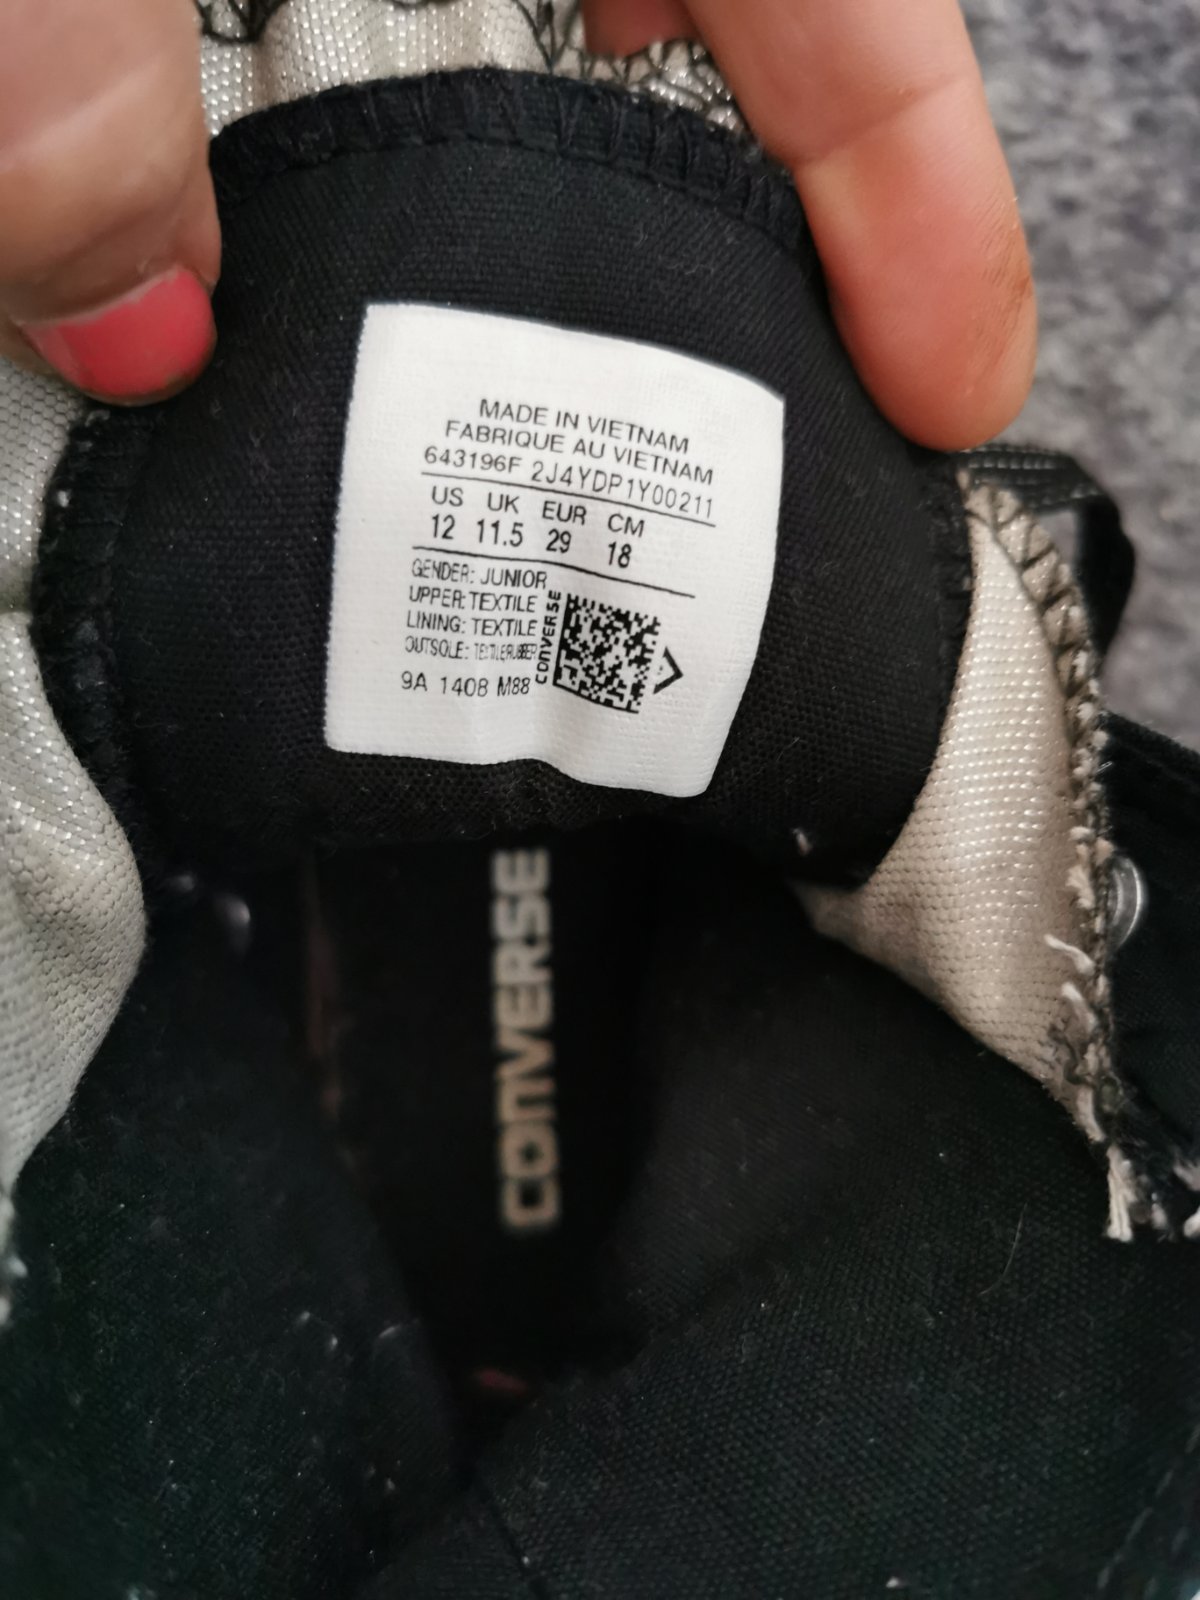 MADE IN VIETNAM
FABRIQUE AU VIETNAM
643196F 2J4YDP1Y00211
US UK EUR CM
12 11.5 29 18
GENDER: JUNIOR
UPPER: TEXTILE
LINING: TEXTILE
OUTSOLE: TEXTILE/RUBBER
CONVERSE
9A 1408 M88
CONVERSE